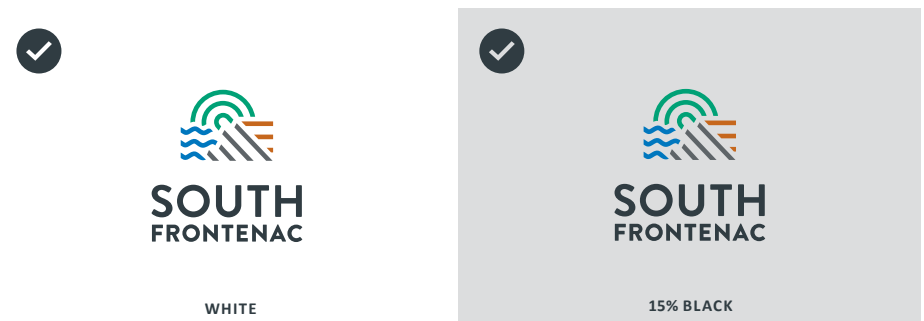 SOUTH
FRONTENAC
WHITE
SOUTH
FRONTENAC
15% BLACK